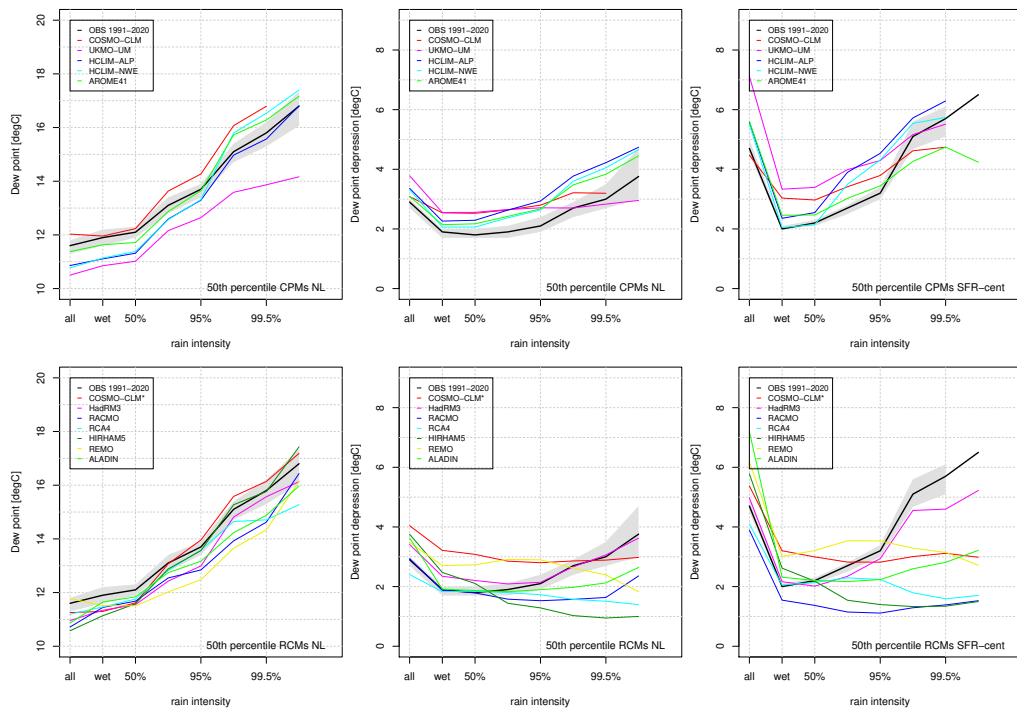 20
18
16
14
12
10
Dew point [degC]
OBS 1991−2020
COSMO−CLM
UKMO−UM
HCLIM−ALP
HCLIM−NWE
AROME41
50th percentile CPMs NL
all wet 50% 95% 99.5%
rain intensity
8
6
4
2
0
Dew point depression [degC]
OBS 1991−2020
COSMO−CLM
UKMO−UM
HCLIM−ALP
HCLIM−NWE
AROME41
50th percentile CPMs NL
all wet 50% 95% 99.5%
rain intensity
8
6
4
2
0
Dew point depression [degC]
OBS 1991−2020
COSMO−CLM
UKMO−UM
HCLIM−ALP
HCLIM−NWE
AROME41
50th percentile CPMs SFR−cent
all wet 50% 95% 99.5%
rain intensity
20
18
16
14
12
10
Dew point [degC]
OBS 1991−2020
COSMO−CLM*
HadRM3
RACMO
RCA4
HIRHAM5
REMO
ALADIN
50th percentile RCMs NL
all wet 50% 95% 99.5%
rain intensity
8
6
4
2
0
Dew point depression [degC]
OBS 1991−2020
COSMO−CLM*
HadRM3
RACMO
RCA4
HIRHAM5
REMO
ALADIN
50th percentile RCMs NL
all wet 50% 95% 99.5%
rain intensity
8
6
4
2
0
Dew point depression [degC]
OBS 1991−2020
COSMO−CLM*
HadRM3
RACMO
RCA4
HIRHAM5
REMO
ALADIN
50th percentile RCMs SFR−cent
all wet 50% 95% 99.5%
rain intensity